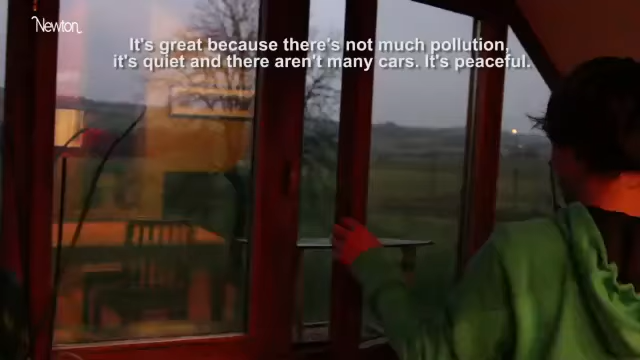 Newton
It's great because there's not much pollution,
it's quiet and there aren't many cars. It's peaceful.